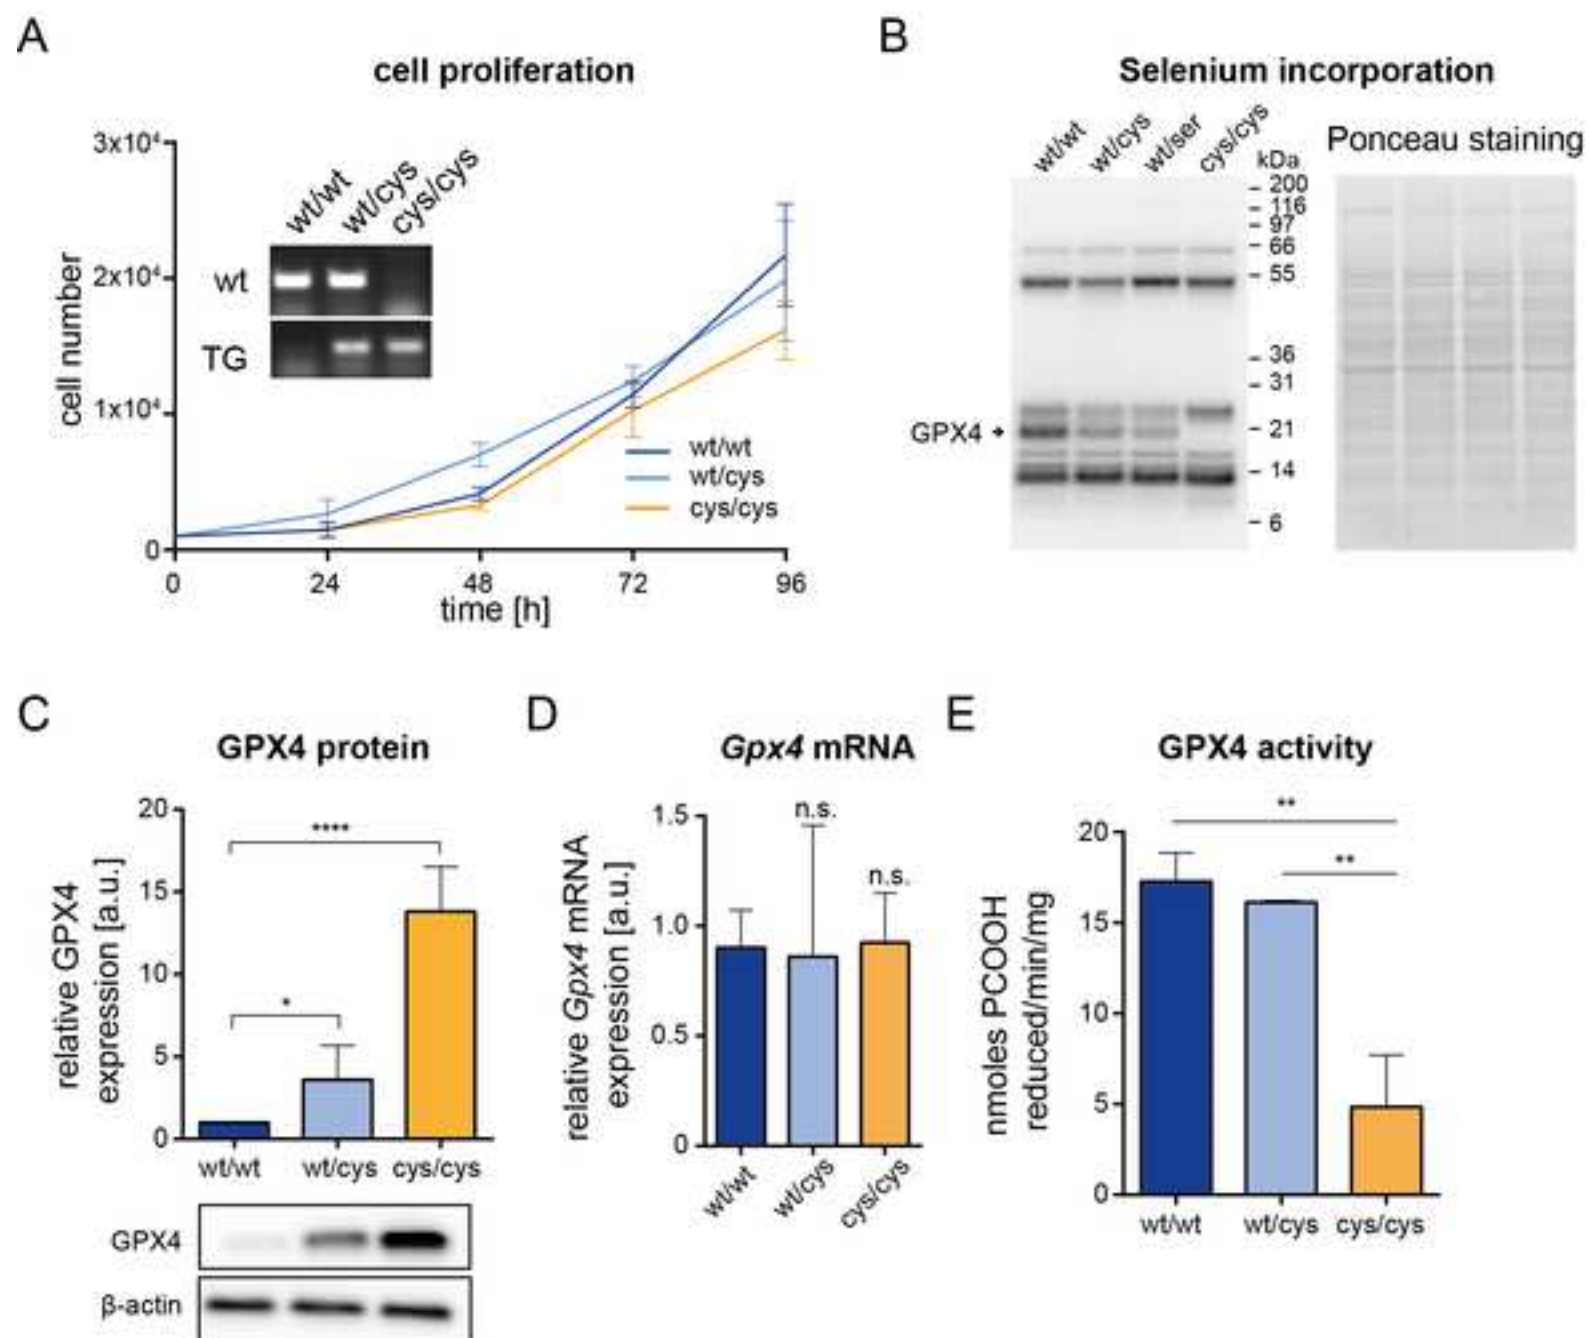 A
cell proliferation
3x10⁴
2x10⁴
1x10⁴
0
cell number
wt/wt
wt/cys
cys/cys
wt
TG
wt/wt
wt/cys
cys/cys
0 24 48 72 96
time [h]
B
Selenium incorporation
wt/wt
wt/cys
wt/ser
cys/cys
kDa
Ponceau staining
200
116
97
66
55
36
31
21
14
6
GPX4
C
GPX4 protein
relative GPX4
expression [a.u.]
20
15
10
5
0
****
*
wt/wt wt/cys cys/cys
GPX4
β-actin
D
Gpx4 mRNA
relative Gpx4 mRNA
expression [a.u.]
1.5
1.0
0.5
0
n.s.
n.s.
wt/wt
wt/cys
cys/cys
E
GPX4 activity
nmoles PCOOH
reduced/min/mg
20
15
10
5
0
**
**
wt/wt wt/cys cys/cys